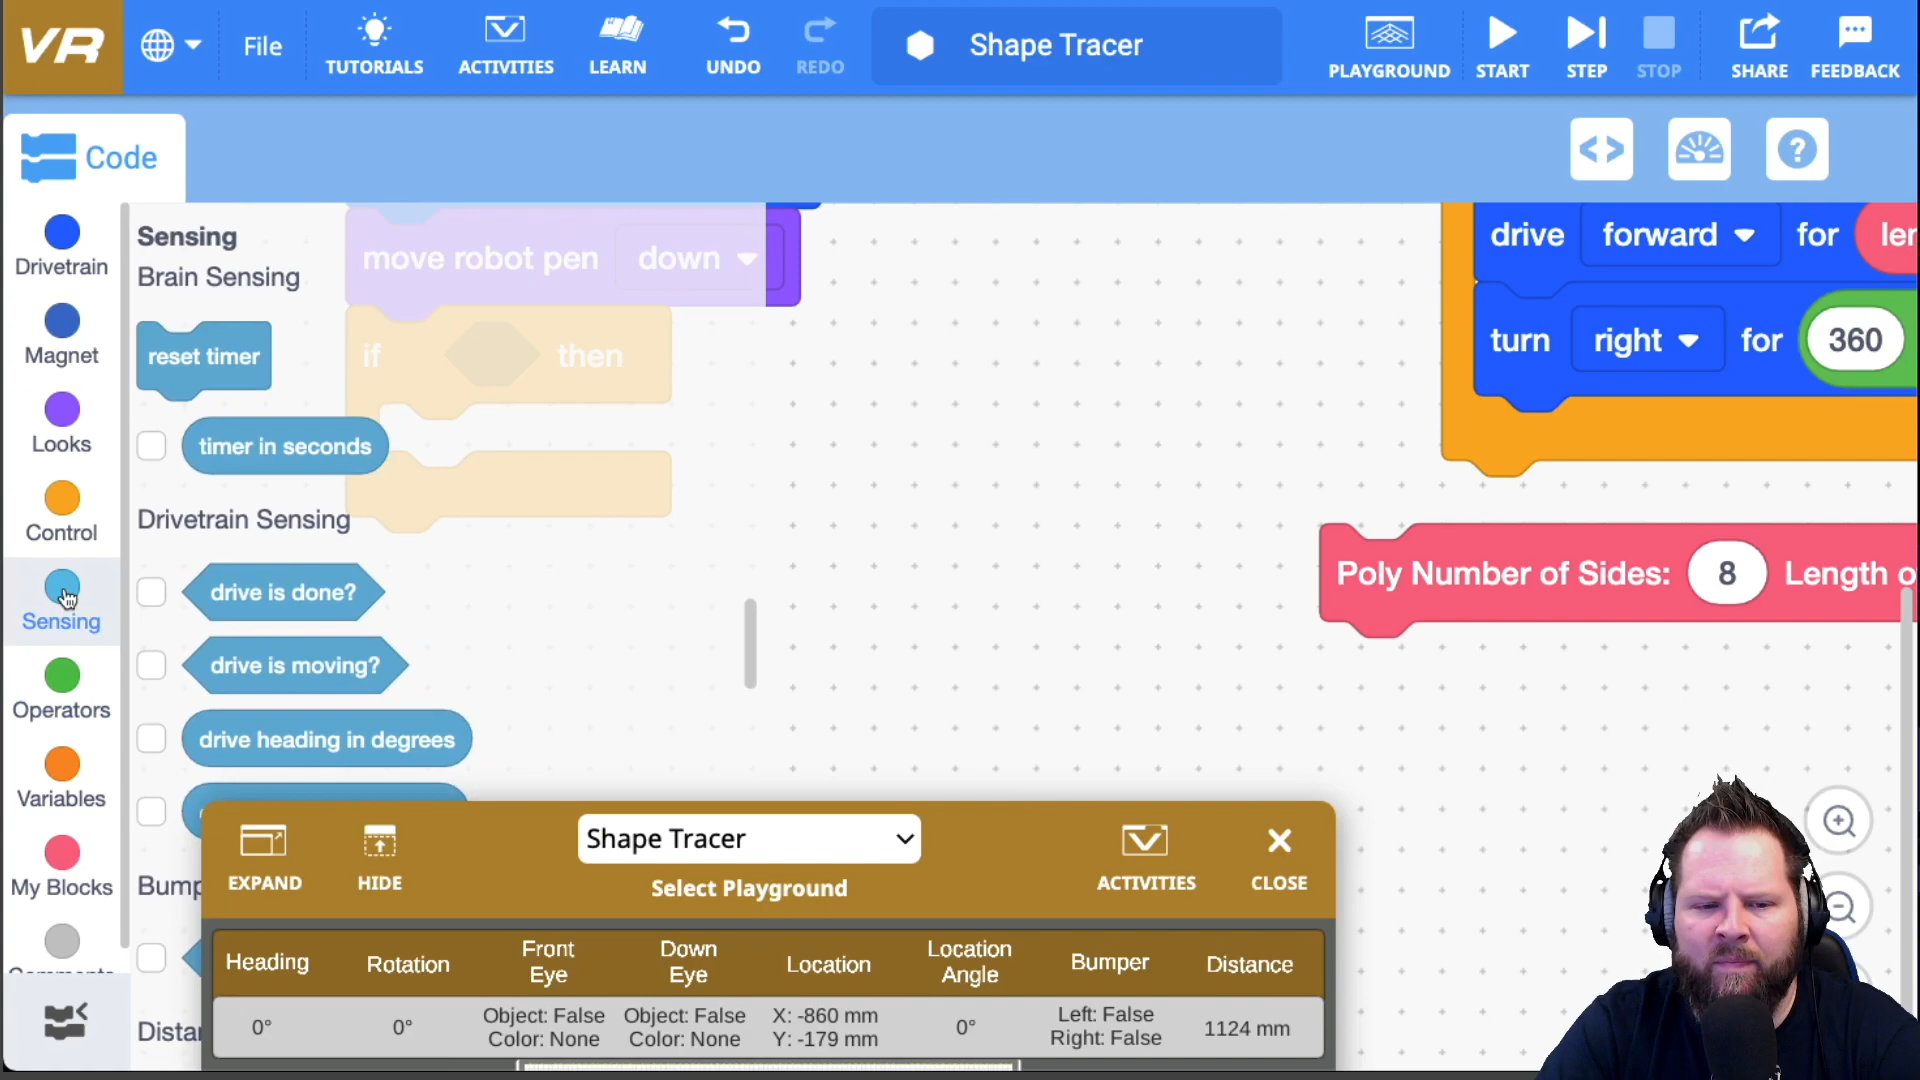 VR
File
TUTORIALS
ACTIVITIES
LEARN
UNDO
REDO
Shape Tracer
PLAYGROUND
START
STEP
STOP
SHARE
FEEDBACK
Code
Drivetrain
Magnet
Looks
Control
Sensing
Operators
Variables
My Blocks
Sensing
Brain Sensing
reset timer
timer in seconds
Drivetrain Sensing
drive is done?
drive is moving?
drive heading in degrees
move robot pen down
if then
drive forward for
turn right for 360
Poly Number of Sides: 8 Length
EXPAND
HIDE
Shape Tracer
Select Playground
ACTIVITIES
CLOSE
Heading
Rotation
Front Eye
Down Eye
Location
Location Angle
Bumper
Distance
0°
0°
Object: False
Color: None
Object: False
Color: None
X: -860 mm
Y: -179 mm
0°
Left: False
Right: False
1124 mm